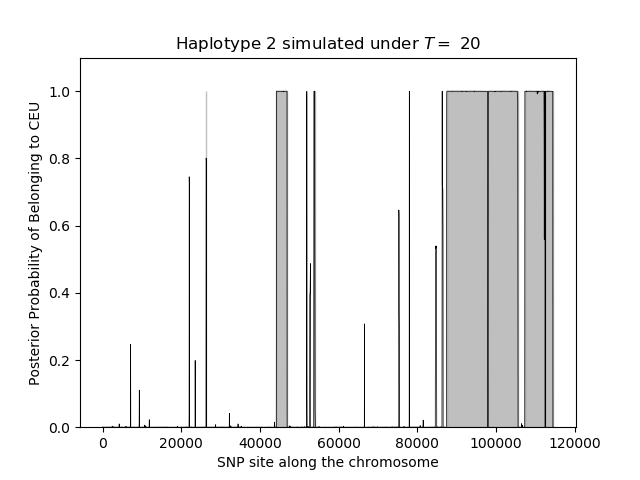 Haplotype 2 simulated under T = 20
Posterior Probability of Belonging to CEU
1.0
0.8
0.6
0.4
0.2
0.0
0 20000 40000 60000 80000 100000 120000
SNP site along the chromosome